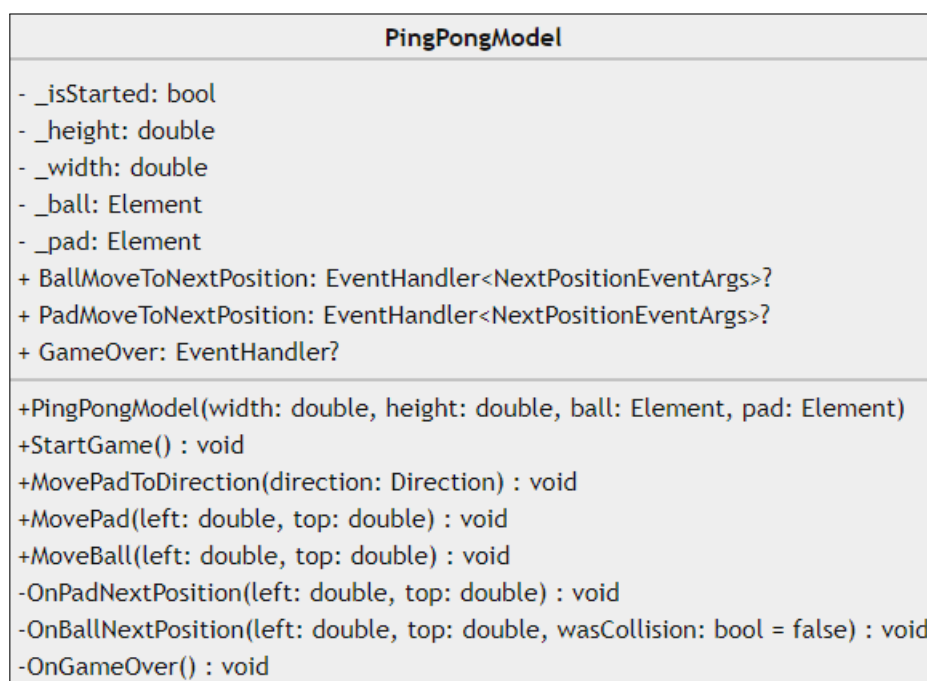 PingPongModel
- _isStarted: bool
- _height: double
- _width: double
- _ball: Element
- _pad: Element
+ BallMoveToNextPosition: EventHandler<NextPositionEventArgs>?
+ PadMoveToNextPosition: EventHandler<NextPositionEventArgs>?
+ GameOver: EventHandler?
+PingPongModel(width: double, height: double, ball: Element, pad: Element)
+StartGame() : void
+MovePadToDirection(direction: Direction) : void
+MovePad(left: double, top: double) : void
+MoveBall(left: double, top: double) : void
-OnPadNextPosition(left: double, top: double) : void
-OnBallNextPosition(left: double, top: double, wasCollision: bool = false) : void
-OnGameOver() : void